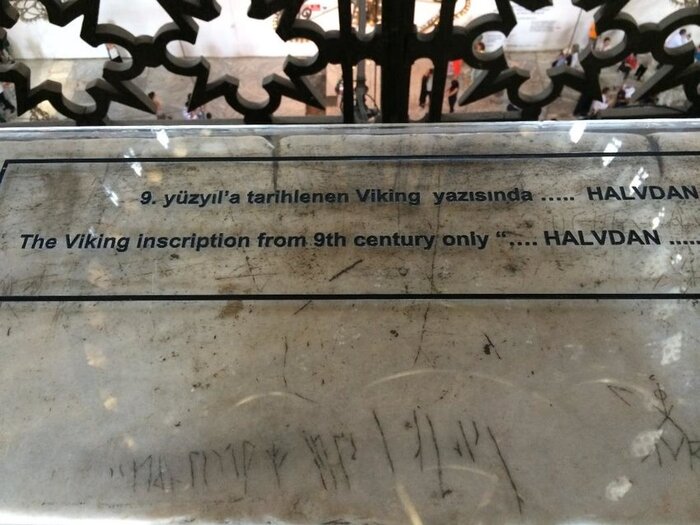 9. yüzyıl'a tarihlenen Viking yazısında ..... HALVDAN
The Viking inscription from 9th century only “.... HALVDAN .....